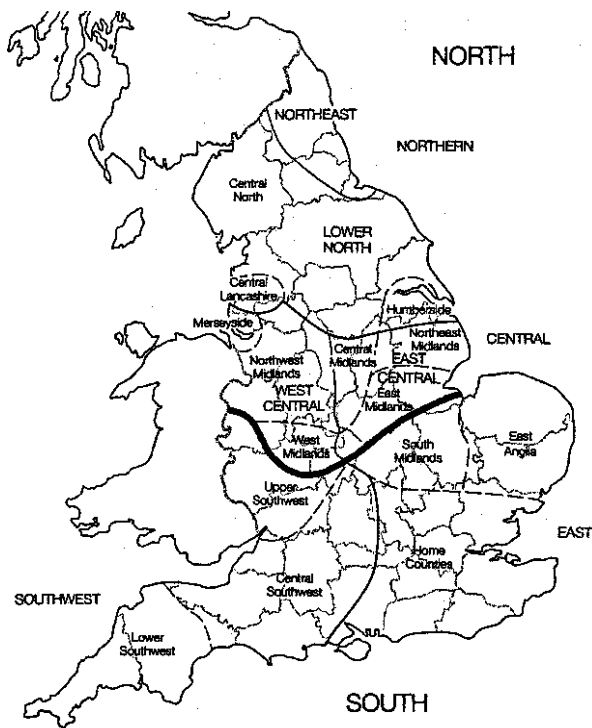 NORTH
NORTHEAST
NORTHERN
Central
North
LOWER
NORTH
Central
Lancashire
Humberside
Merseyside
Northeast
Midlands
CENTRAL
Central
Midlands
Northwest
Midlands
EAST
CENTRAL
WEST
CENTRAL
East
Midlands
West
Midlands
South
Midlands
East
Anglia
Upper
Southwest
EAST
Home
Counties
Central
Southwest
SOUTHWEST
Lower
Southwest
SOUTH